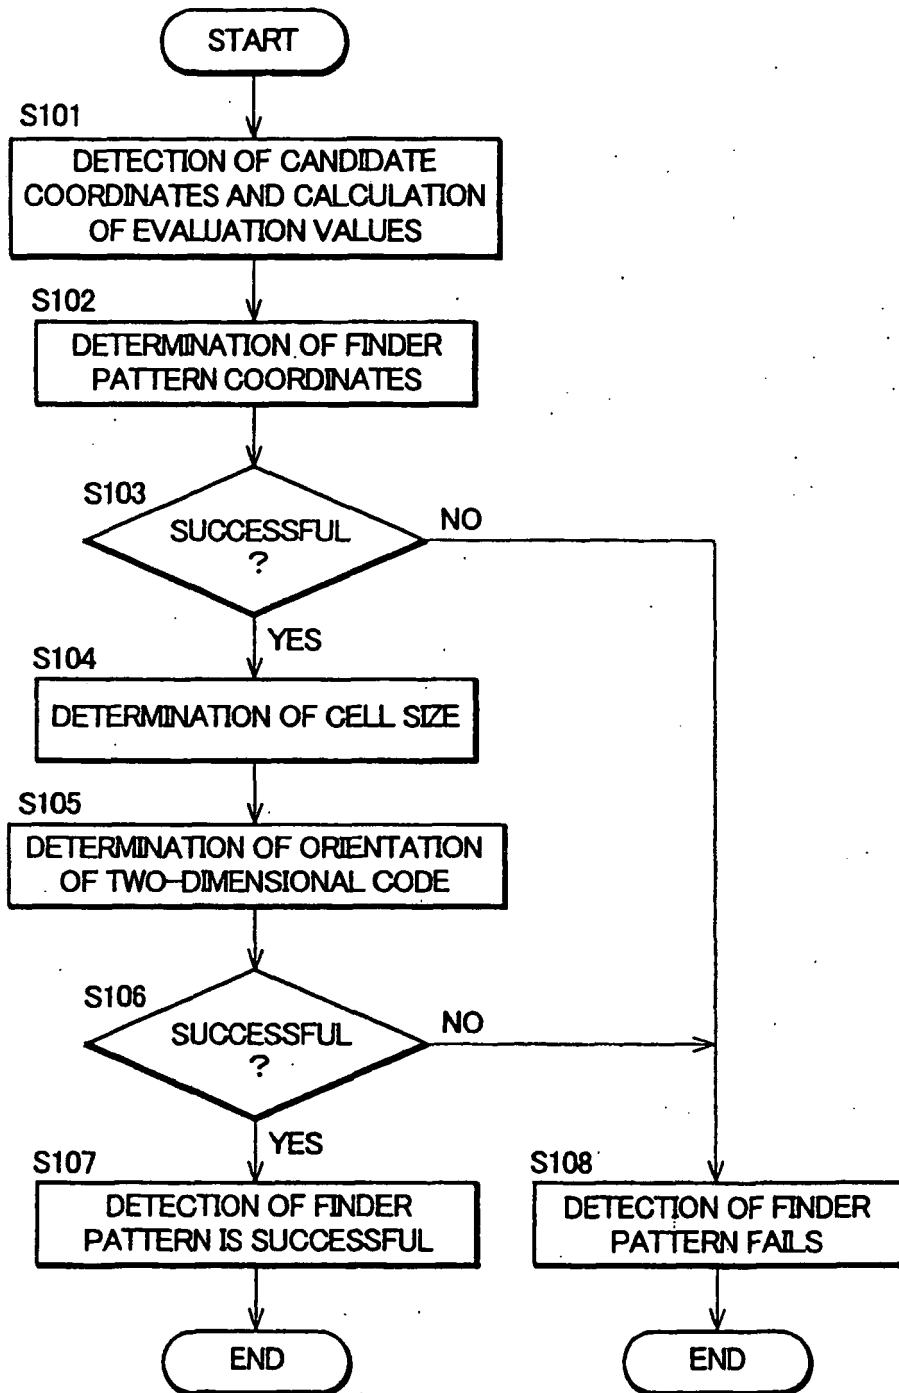 START
S101
DETECTION OF CANDIDATE
COORDINATES AND CALCULATION
OF EVALUATION VALUES
S102
DETERMINATION OF FINDER
PATTERN COORDINATES
S103
SUCCESSFUL
?
NO
YES
S104
DETERMINATION OF CELL SIZE
S105
DETERMINATION OF ORIENTATION
OF TWO-DIMENSIONAL CODE
S106
SUCCESSFUL
?
NO
YES
S107
DETECTION OF FINDER
PATTERN IS SUCCESSFUL
END
S108
DETECTION OF FINDER
PATTERN FAILS
END